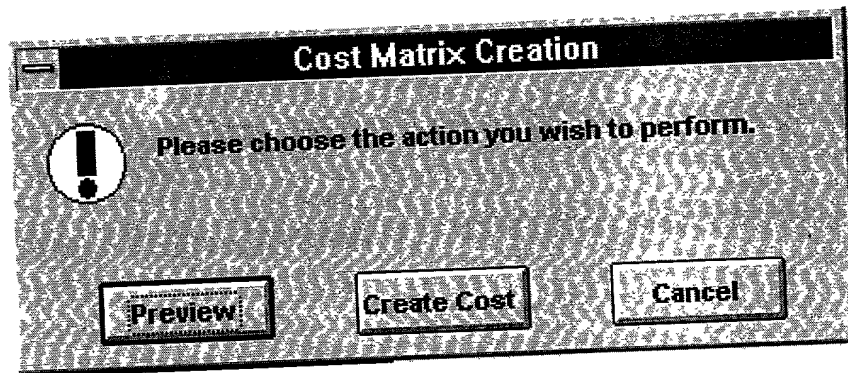 Cost Matrix Creation
Please choose the action you wish to perform.
Preview
Create Cost
Cancel